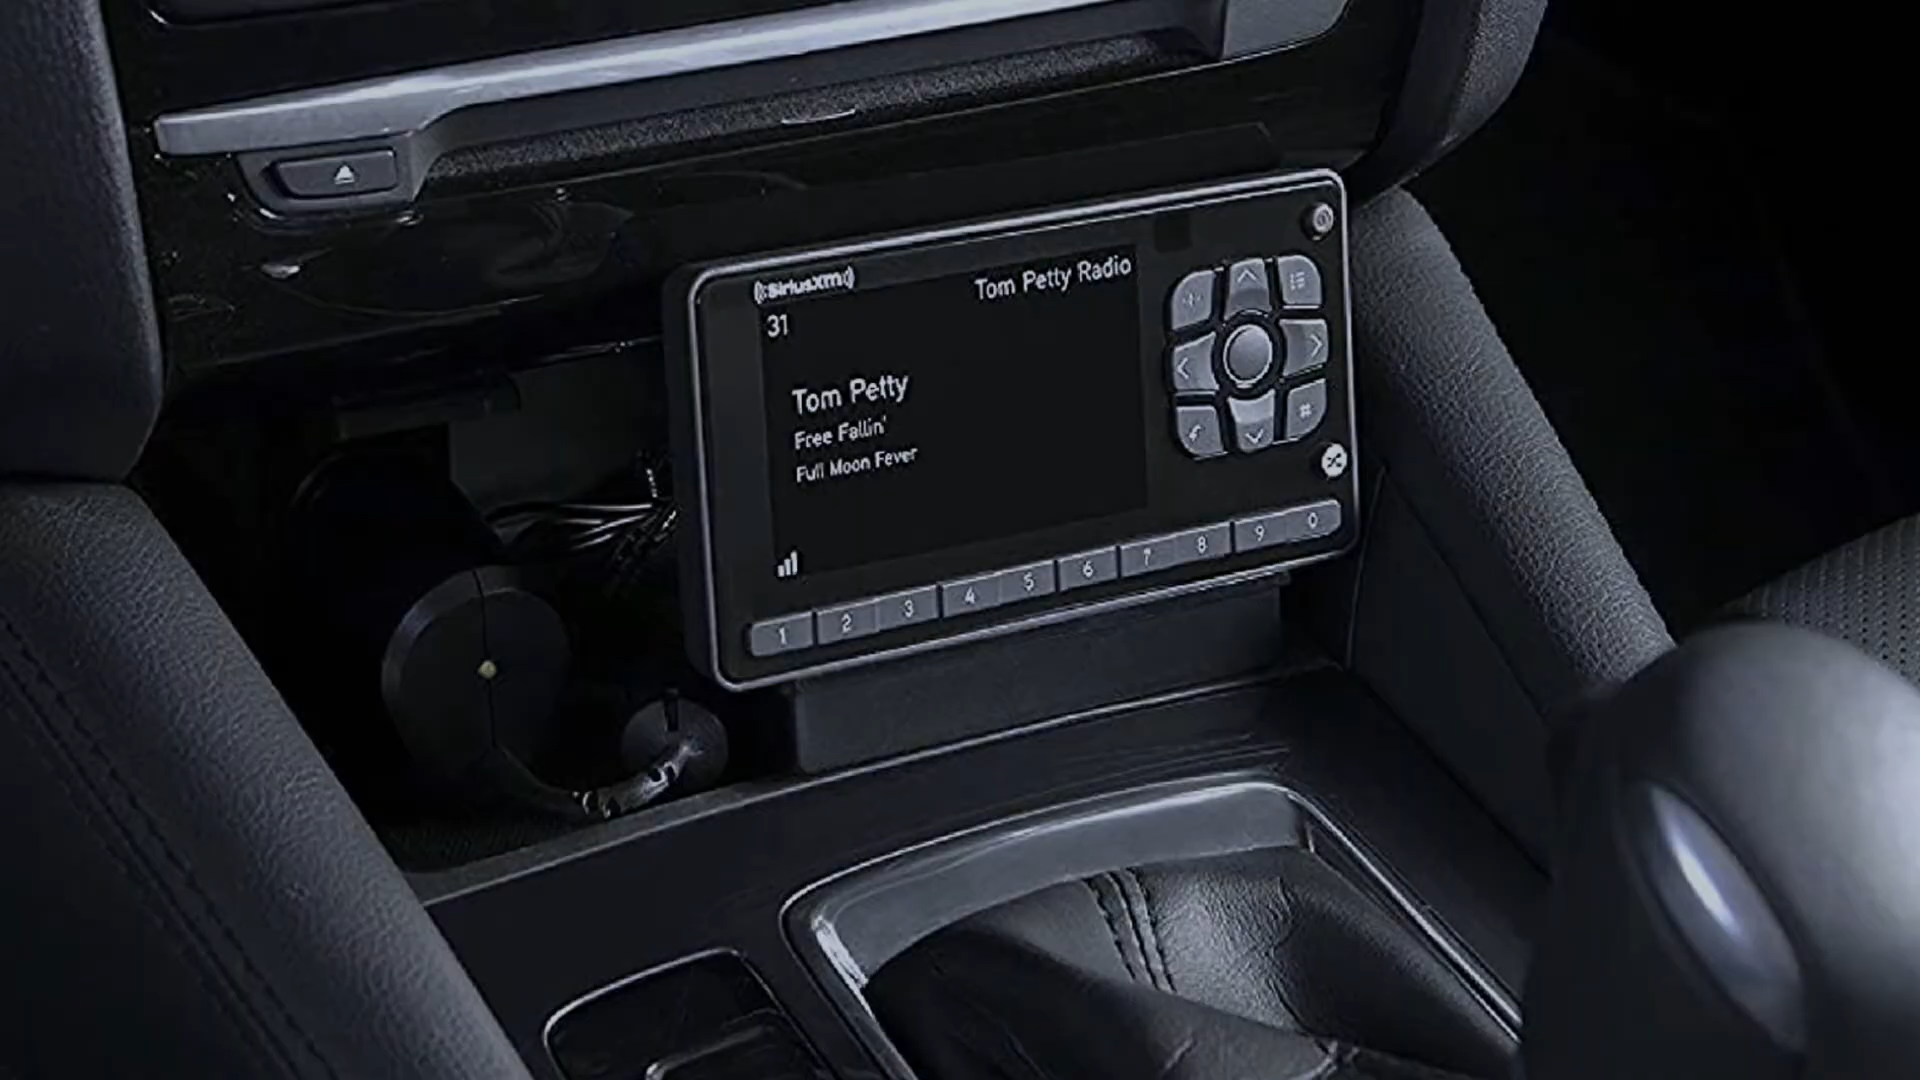 ((SiriusXM))
Tom Petty Radio
31
Tom Petty
Free Fallin'
Full Moon Fever
1 2 3 4 5 6 7 8 9 0
#